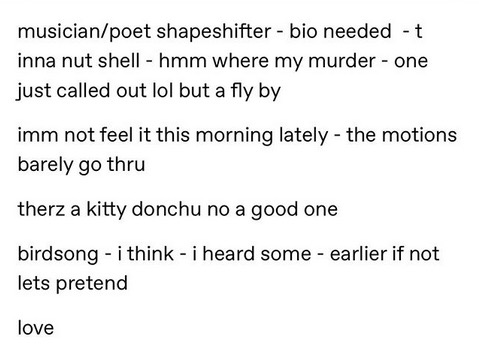 musician/poet shapeshifter - bio needed  - t
inna nut shell - hmm where my murder - one
just called out lol but a fly by
imm not feel it this morning lately - the motions
barely go thru
therz a kitty donchu no a good one
birdsong - i think - i heard some - earlier if not
lets pretend
love